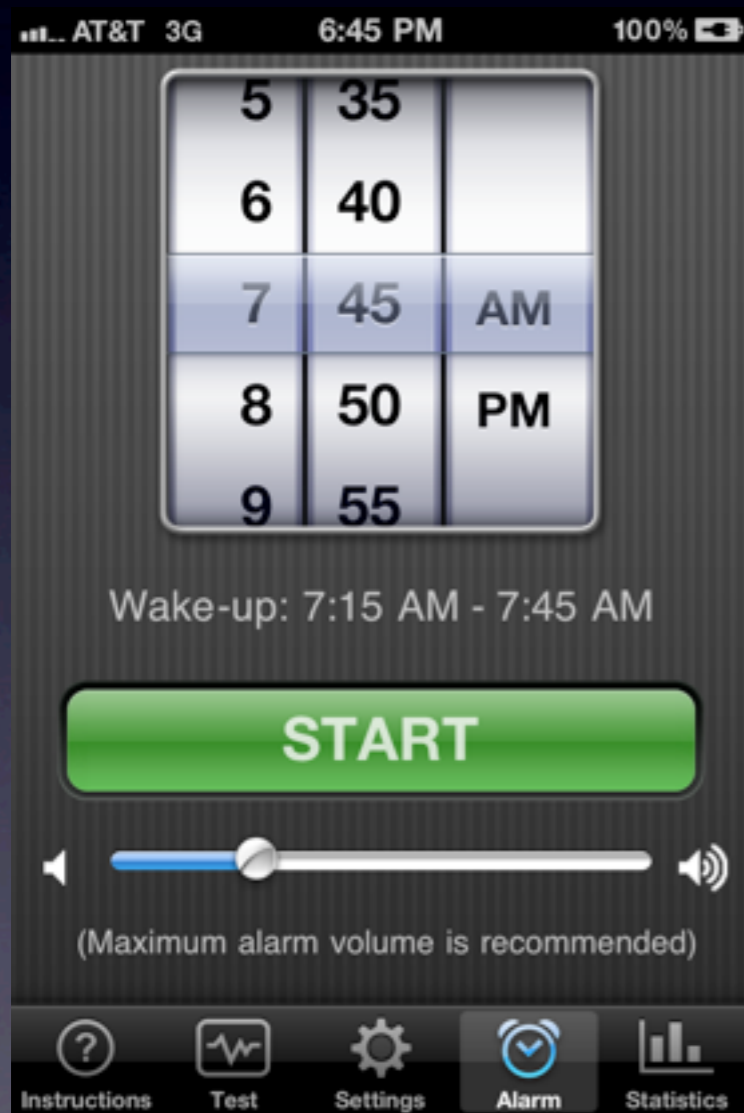 AT&T 3G 6:45 PM 100%
5 35
6 40
7 45 AM
8 50 PM
9 55
Wake-up: 7:15 AM - 7:45 AM
START
(Maximum alarm volume is recommended)
? 
Instructions Test Settings Alarm Statistics